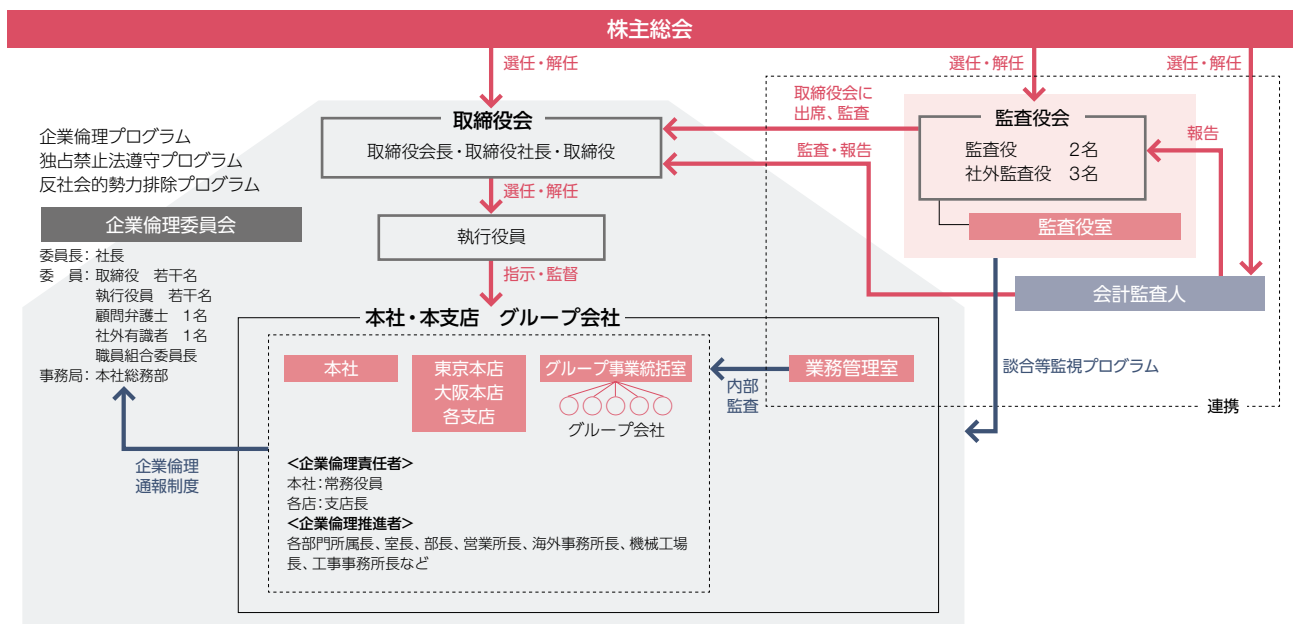 株主総会
選任・解任
選任・解任
選任・解任
取締役会に
出席、監査
企業倫理プログラム
独占禁止法遵守プログラム
反社会的勢力排除プログラム
取締役会
取締役会長・取締役社長・取締役
監査・報告
監査役会
監査役 2名
社外監査役 3名
報告
監査役室
選任・解任
執行役員
指示・監督
企業倫理委員会
委員長：社長
委 員：取締役 若干名
執行役員 若干名
顧問弁護士 1名
社外有識者 1名
職員組合委員長
事務局：本社総務部
会計監査人
本社・本支店 グループ会社
本社
東京本店
大阪本店
各支店
グループ事業統括室
グループ会社
内部
監査
業務管理室
談合等監視プログラム
連携
企業倫理
通報制度
<企業倫理責任者>
本社：常務役員
各店：支店長
<企業倫理推進者>
各部門所属長、室長、部長、営業所長、海外事務所長、機械工場
長、工事事務所長など